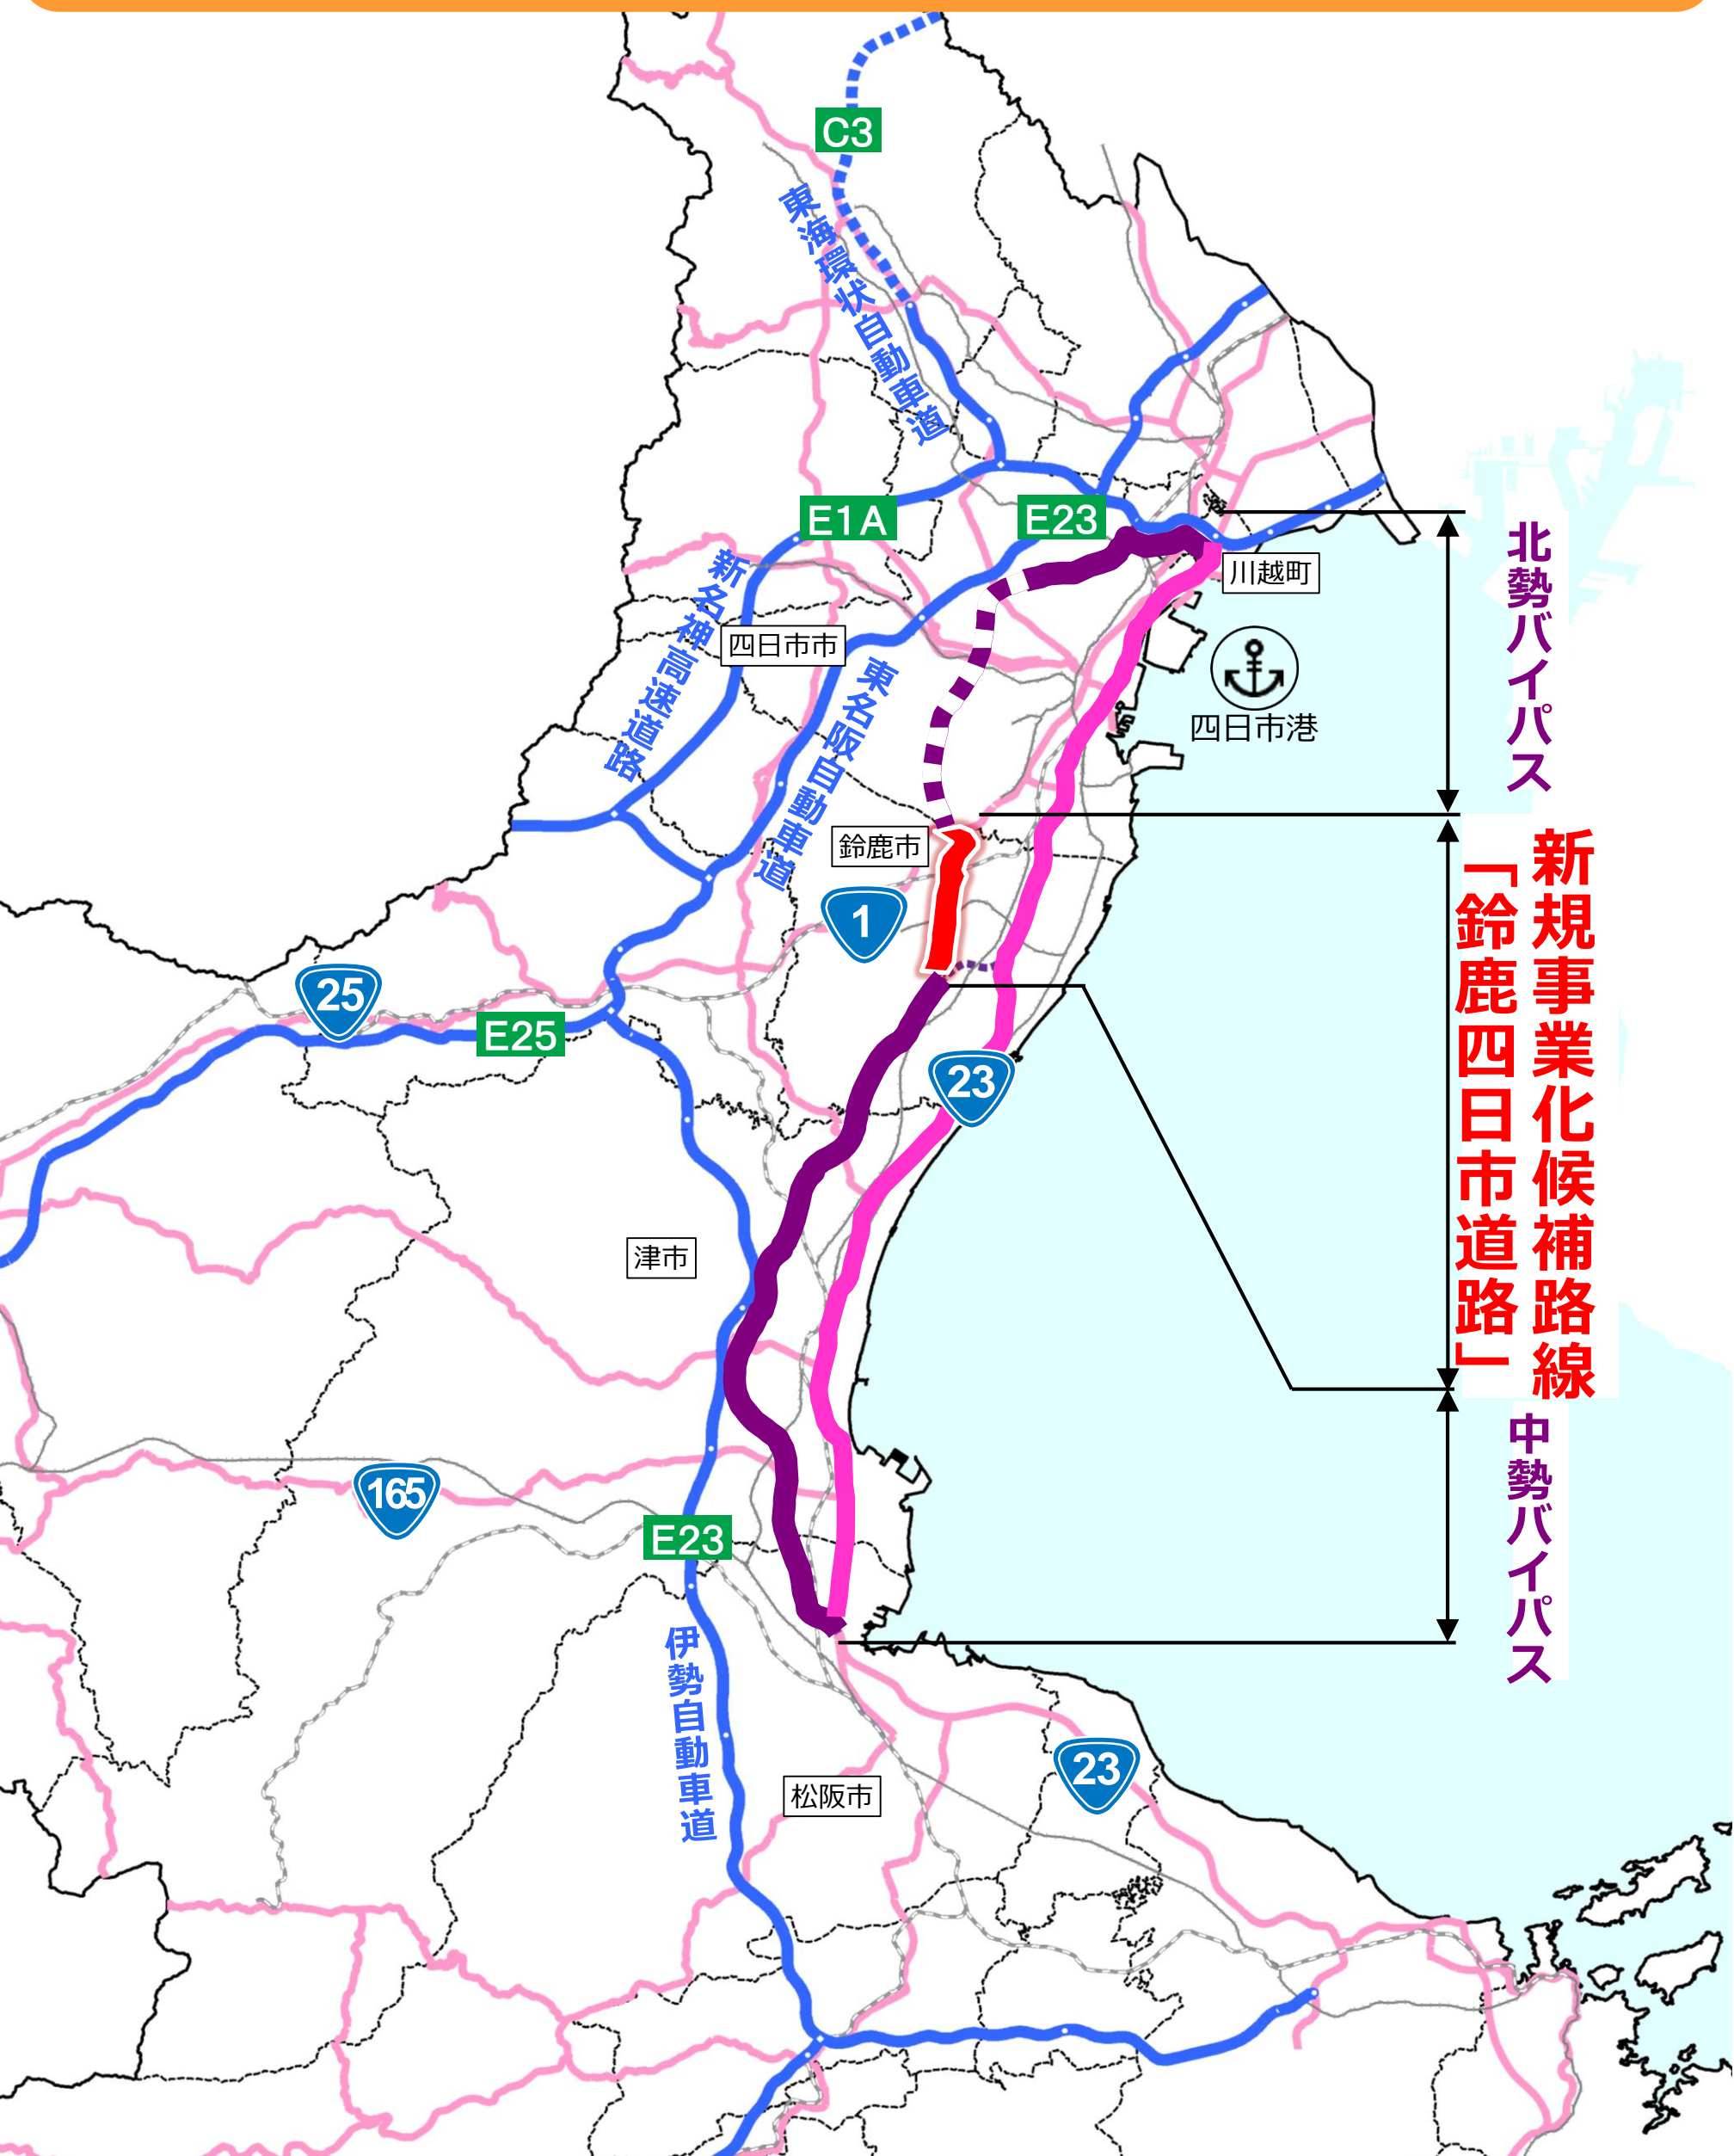 C3
東海環状自動車道
E1A
E23
北勢バイパス
川越町
新名神高速道路
四日市市
東名阪自動車道
四日市港
鈴鹿市
新規事業化候補路線
「鈴鹿四日市道路」
1
25
E25
23
津市
中勢バイパス
165
E23
伊勢自動車道
23
松阪市